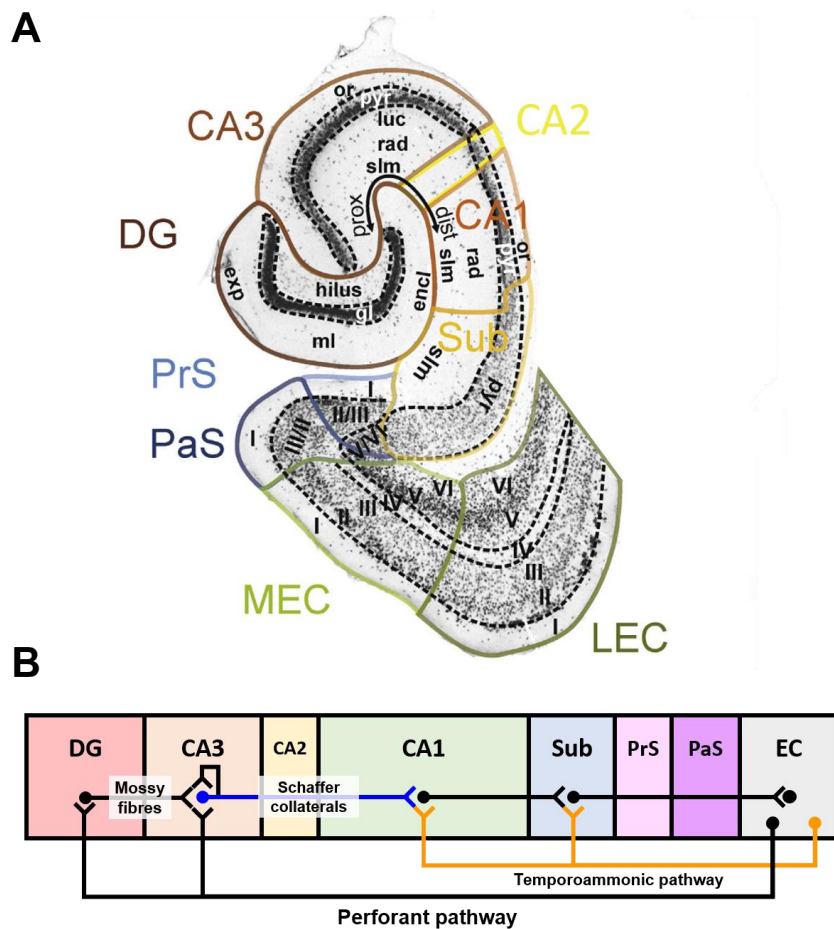 A
or
pyr
CA3
luc
CA2
rad
slm
prox
dist
CA1
DG
slm
rad
pyr
or
exp
hilus
encl
gl
ml
Sub
slm
PrS
I
pyr
II/III
PaS
I
II/III
V/VI
VI
VI
V
IV
III
V
II
I
IV
MEC
III
II
I
LEC
B
DG
CA3
CA2
CA1
Sub
PrS
PaS
EC
Mossy
fibres
Schaffer
collaterals
Temporoammonic pathway
Perforant pathway